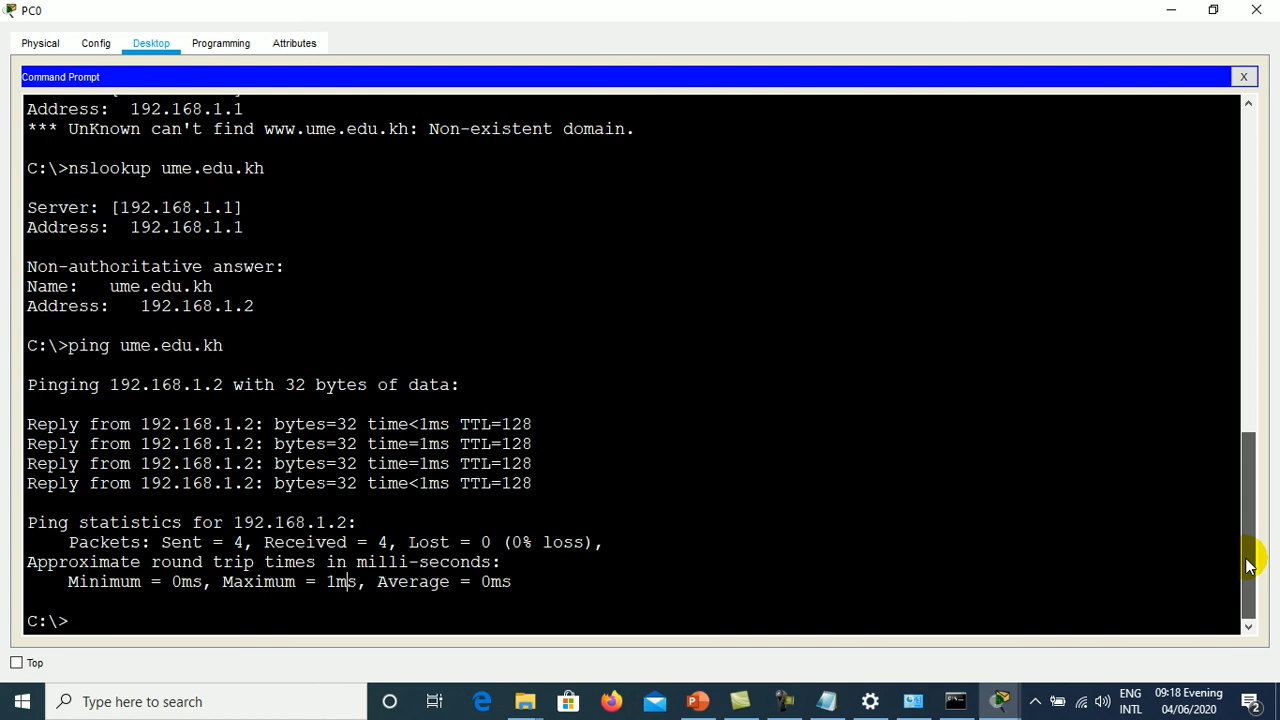 PC0
Physical Config Desktop Programming Attributes
Command Prompt
X
Address: 192.168.1.1
*** UnKnown can't find www.ume.edu.kh: Non-existent domain.
C:\>nslookup ume.edu.kh
Server: [192.168.1.1]
Address: 192.168.1.1
Non-authoritative answer:
Name: ume.edu.kh
Address: 192.168.1.2
C:\>ping ume.edu.kh
Pinging 192.168.1.2 with 32 bytes of data:
Reply from 192.168.1.2: bytes=32 time<1ms TTL=128
Reply from 192.168.1.2: bytes=32 time=1ms TTL=128
Reply from 192.168.1.2: bytes=32 time=1ms TTL=128
Reply from 192.168.1.2: bytes=32 time<1ms TTL=128
Ping statistics for 192.168.1.2:
Packets: Sent = 4, Received = 4, Lost = 0 (0% loss),
Approximate round trip times in milli-seconds:
Minimum = 0ms, Maximum = 1ms, Average = 0ms
C:\>
Top
Type here to search
ENG
INTL
09:18 Evening
04/06/2020
2